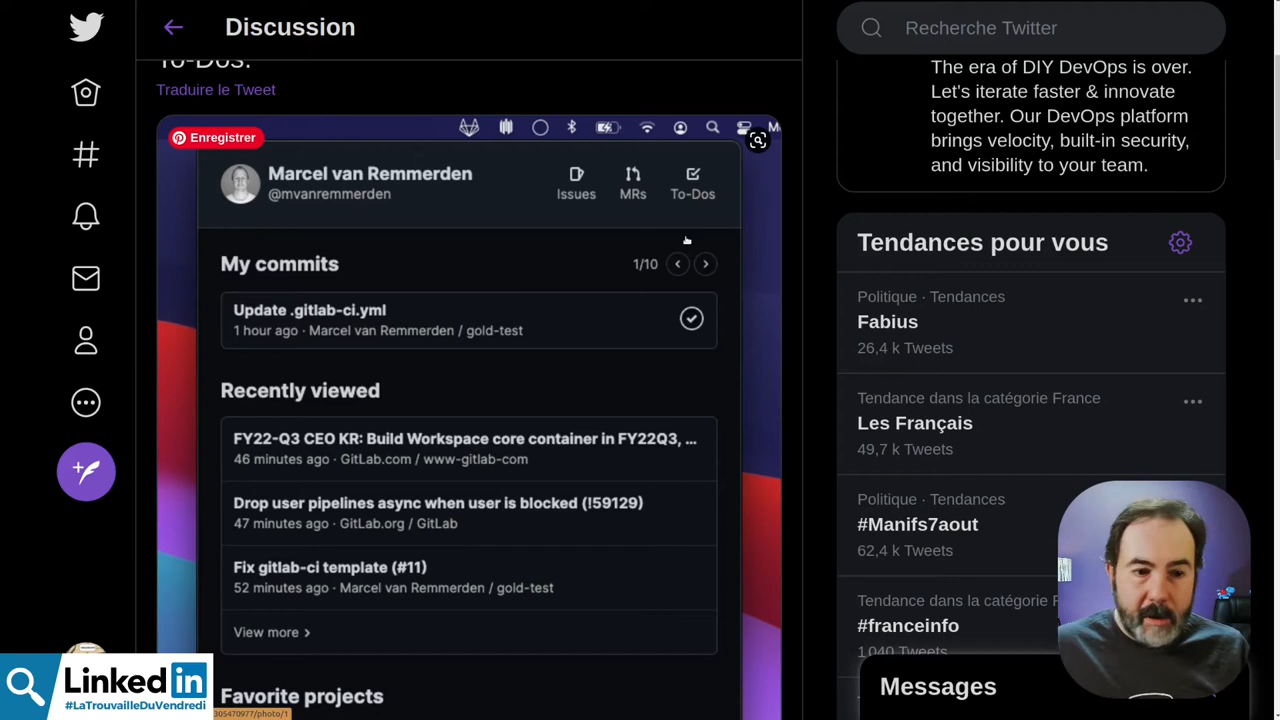 Discussion
To-Dos.
Traduire le Tweet
Enregistrer
Marcel van Remmerden
@mvanremmerden
Issues
MRs
To-Dos
My commits
1/10
Update .gitlab-ci.yml
1 hour ago · Marcel van Remmerden / gold-test
Recently viewed
FY22-Q3 CEO KR: Build Workspace core container in FY22Q3, ...
46 minutes ago · GitLab.com / www-gitlab-com
Drop user pipelines async when user is blocked (!59129)
47 minutes ago · GitLab.org / GitLab
Fix gitlab-ci template (#11)
52 minutes ago · Marcel van Remmerden / gold-test
View more
Favorite projects
305470977/photo/1
Linked in
#LaTrouvailleDuVendredi
Recherche Twitter
The era of DIY DevOps is over.
Let's iterate faster & innovate
together. Our DevOps platform
brings velocity, built-in security,
and visibility to your team.
Tendances pour vous
Politique · Tendances
Fabius
26,4 k Tweets
Tendance dans la catégorie France
Les Français
49,7 k Tweets
Politique · Tendances
#Manifs7aout
62,4 k Tweets
Tendance dans la catégorie F
#franceinfo
1 040 Tweets
Messages